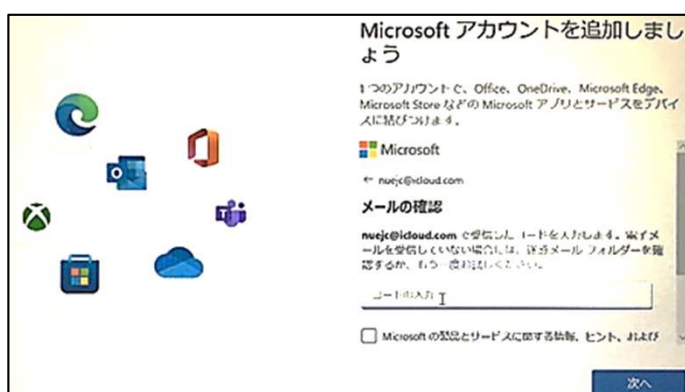 Microsoft アカウントを追加しまし
ょう
1 つのアカウントで、Office、OneDrive、Microsoft Edge、
Microsoft Store などの Microsoft アプリとサービスをデバイ
スに結びつけます。
Microsoft
← nuejc@icloud.com
メールの確認
nuejc@icloud.com で受信したコードを入力します。電子メ
ールを受信していない場合には、迷惑メール フォルダーを確
認するか、もう一度お試しください。
コードの入力
Microsoft の製品とサービスに関する情報、ヒント、および
次へ